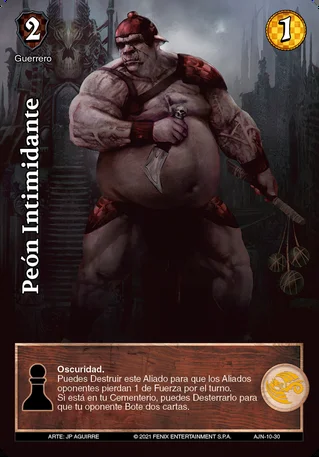 2
1
Guerrero
Peón Intimidante
Oscuridad.
Puedes Destruir este Aliado para que los Aliados
oponentes pierdan 1 de Fuerza por el turno.
Si está en tu Cementerio, puedes Desterrarlo para
que tu oponente Bote dos cartas.
ARTE: JP AGUIRRE
© 2021 FENIX ENTERTAINMENT S.P.A.
AJN-10-30